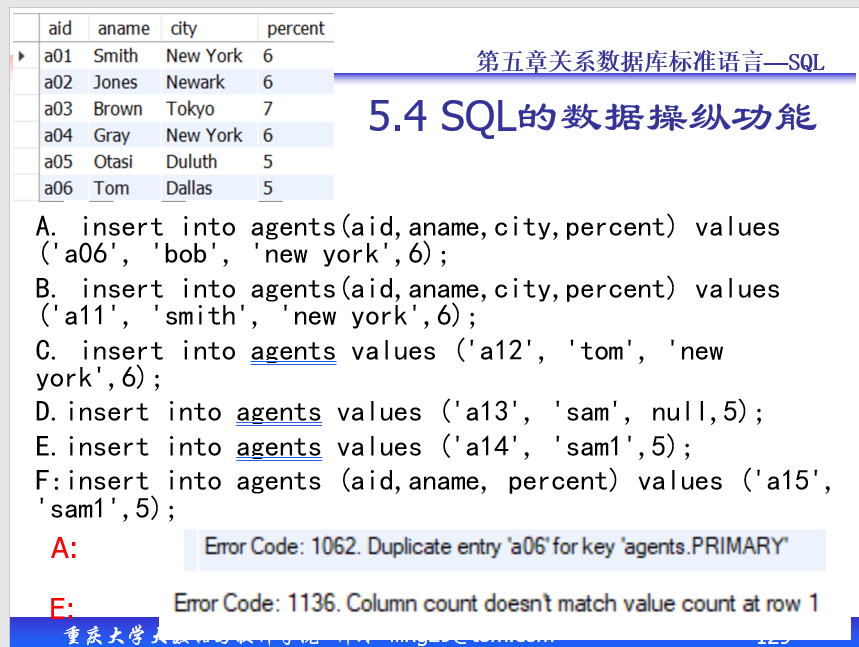 aid aname city percent
a01 Smith New York 6
a02 Jones Newark 6
a03 Brown Tokyo 7
a04 Gray New York 6
a05 Otasi Duluth 5
a06 Tom Dallas 5
第五章关系数据库标准语言—SQL
5.4 SQL的数据操纵功能
A. insert into agents(aid,aname,city,percent) values
('a06', 'bob', 'new york',6);
B. insert into agents(aid,aname,city,percent) values
('a11', 'smith', 'new york',6);
C. insert into agents values ('a12', 'tom', 'new
york',6);
D.insert into agents values ('a13', 'sam', null,5);
E.insert into agents values ('a14', 'sam1',5);
F:insert into agents (aid,aname, percent) values ('a15',
'sam1',5);
A: Error Code: 1062. Duplicate entry 'a06' for key 'agents.PRIMARY'
E: Error Code: 1136. Column count doesn't match value count at row 1
重庆大学